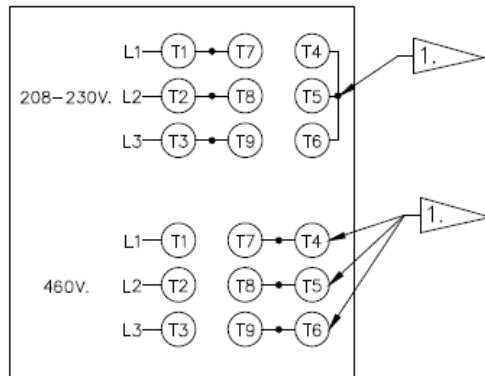 L1 T1 T7 T4 1.
208-230V. L2 T2 T8 T5
L3 T3 T9 T6
L1 T1 T7 T4 1.
460V. L2 T2 T8 T5
L3 T3 T9 T6